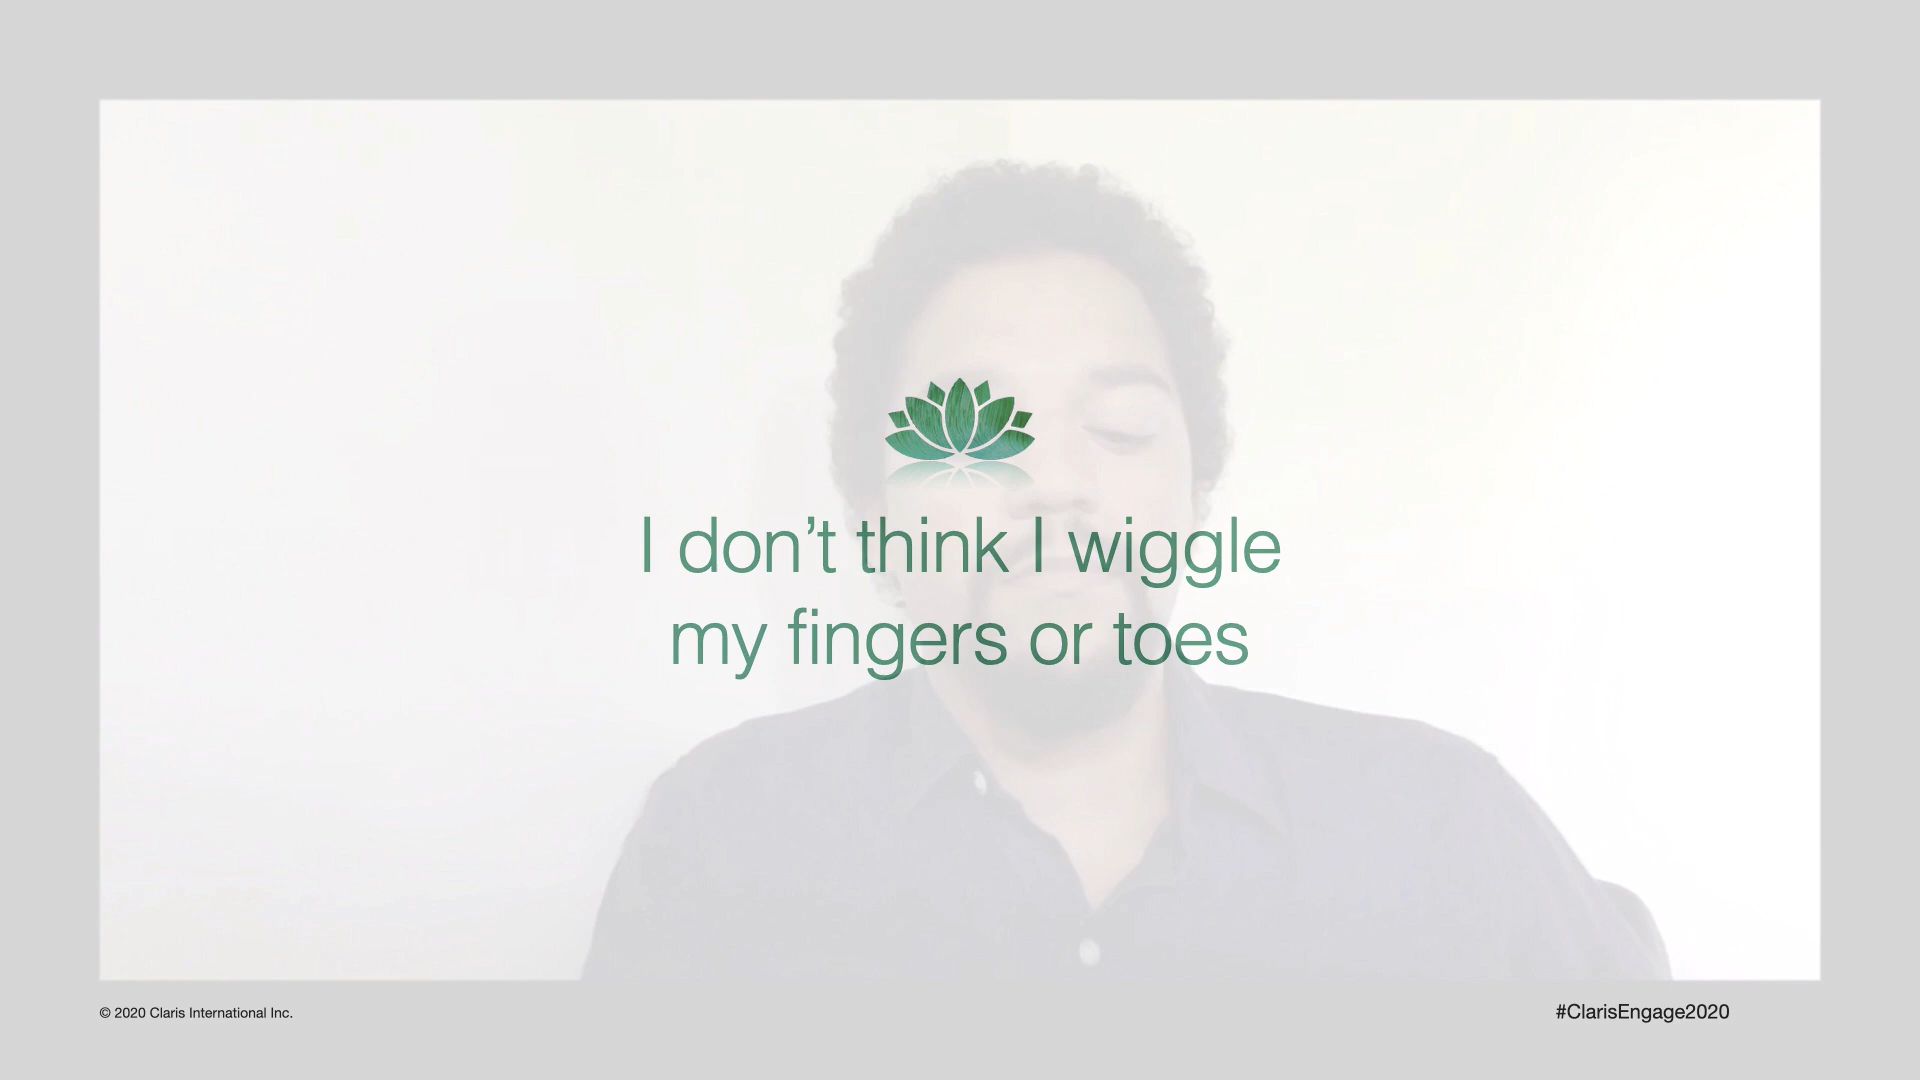 I don’t think I wiggle
my fingers or toes
© 2020 Claris International Inc.
#ClarisEngage2020